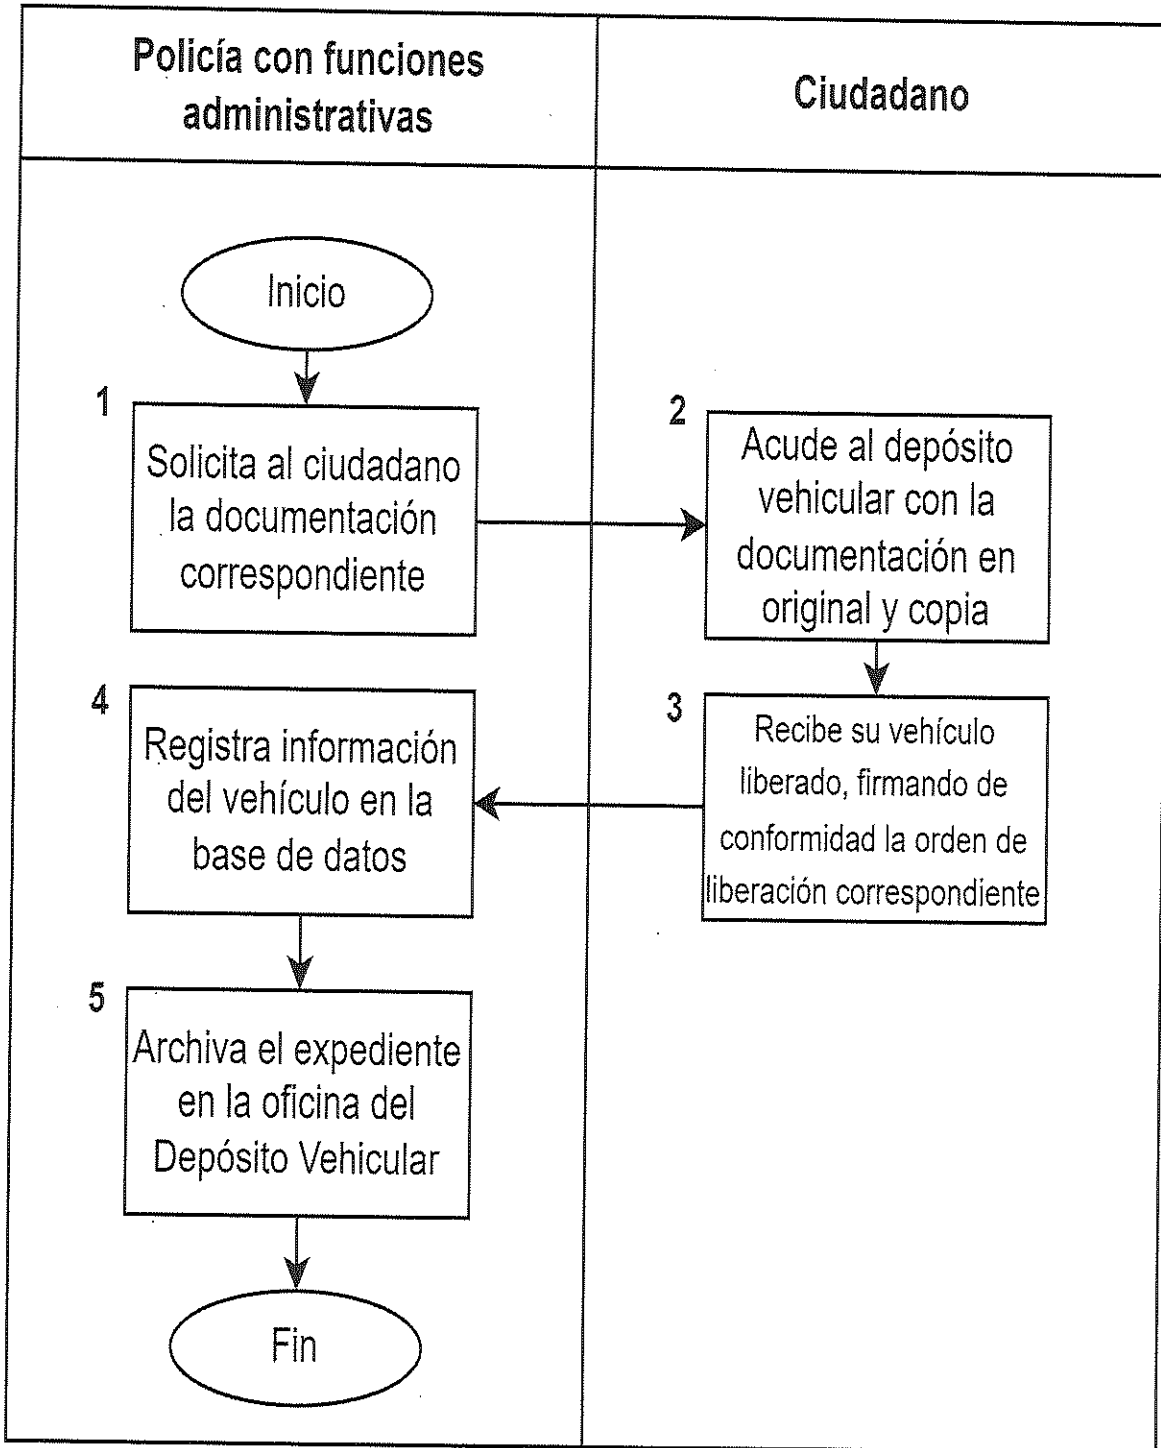 Policía con funciones
administrativas
Ciudadano
Inicio
1
Solicita al ciudadano
la documentación
correspondiente
2
Acude al depósito
vehicular con la
documentación en
original y copia
3
Recibe su vehículo
liberado, firmando de
conformidad la orden de
liberación correspondiente
4
Registra información
del vehículo en la
base de datos
5
Archiva el expediente
en la oficina del
Depósito Vehicular
Fin